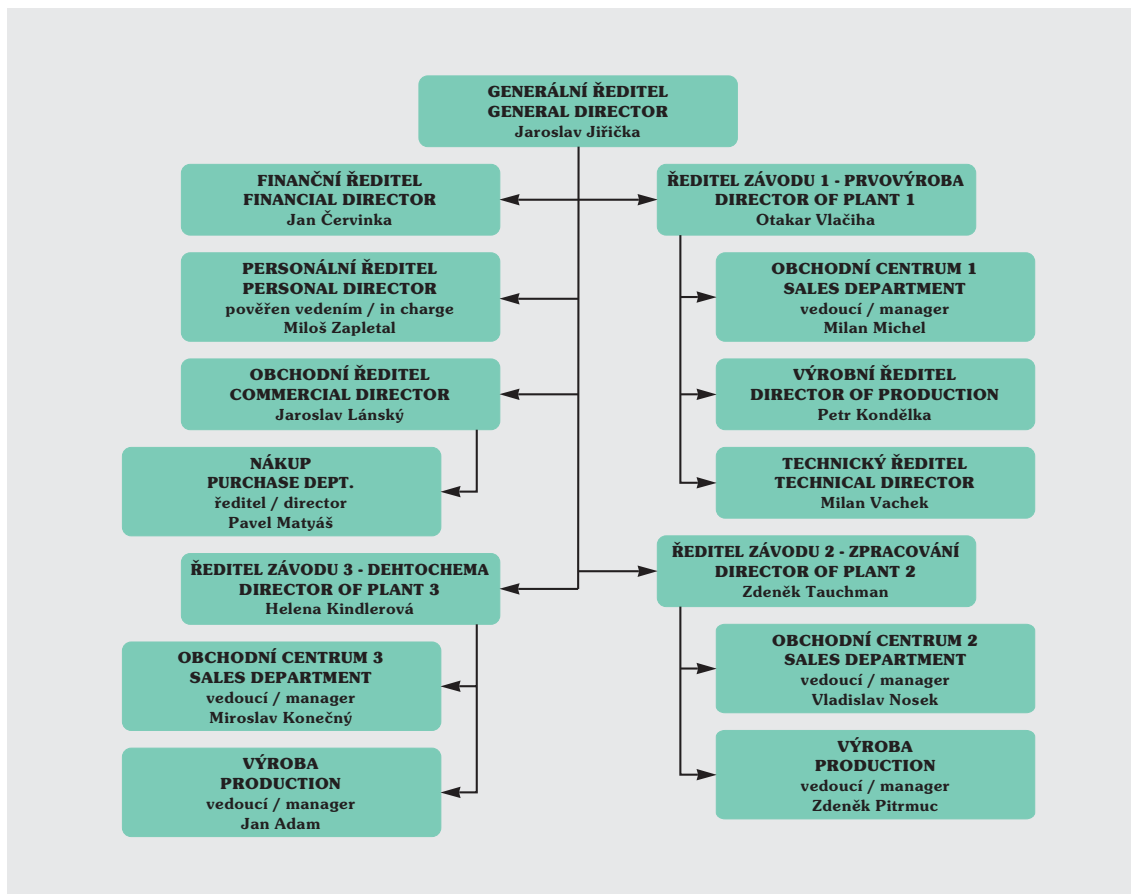 GENERÁLNÍ ŘEDITEL
GENERAL DIRECTOR
Jaroslav Jiřička
FINANČNÍ ŘEDITEL
FINANCIAL DIRECTOR
Jan Červinka
PERSONÁLNÍ ŘEDITEL
PERSONAL DIRECTOR
pověřen vedením / in charge
Miloš Zapletal
OBCHODNÍ ŘEDITEL
COMMERCIAL DIRECTOR
Jaroslav Lánský
NÁKUP
PURCHASE DEPT.
ředitel / director
Pavel Matyáš
ŘEDITEL ZÁVODU 3 - DEHTOCHEMA
DIRECTOR OF PLANT 3
Helena Kindlerová
OBCHODNÍ CENTRUM 3
SALES DEPARTMENT
vedoucí / manager
Miroslav Konečný
VÝROBA
PRODUCTION
vedoucí / manager
Jan Adam
ŘEDITEL ZÁVODU 1 - PRVOVÝROBA
DIRECTOR OF PLANT 1
Otakar Vlačiha
OBCHODNÍ CENTRUM 1
SALES DEPARTMENT
vedoucí / manager
Milan Michel
VÝROBNÍ ŘEDITEL
DIRECTOR OF PRODUCTION
Petr Kondělka
TECHNICKÝ ŘEDITEL
TECHNICAL DIRECTOR
Milan Vachek
ŘEDITEL ZÁVODU 2 - ZPRACOVÁNÍ
DIRECTOR OF PLANT 2
Zdeněk Tauchman
OBCHODNÍ CENTRUM 2
SALES DEPARTMENT
vedoucí / manager
Vladislav Nosek
VÝROBA
PRODUCTION
vedoucí / manager
Zdeněk Pitrmuc